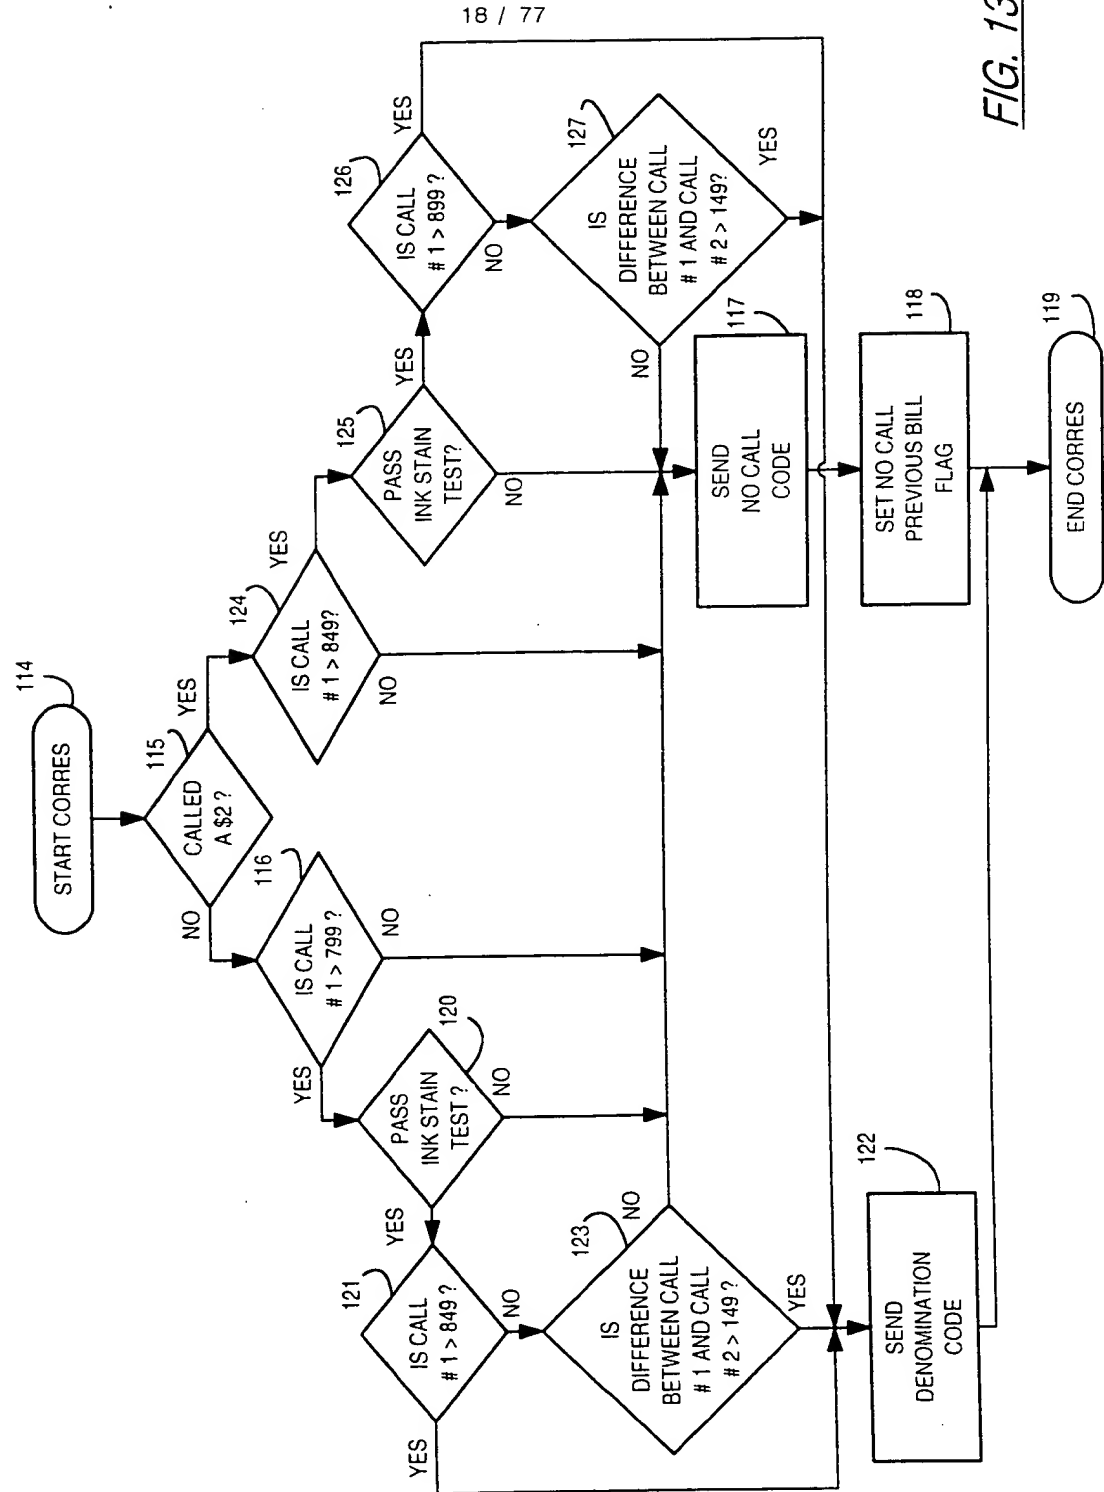 18 / 77
FIG. 13
START CORRES
114
CALLED
A $2 ?
115
NO
YES
IS CALL
# 1 > 799 ?
116
YES
NO
IS CALL
# 1 > 849?
124
YES
NO
PASS
INK STAIN
TEST ?
120
YES
NO
PASS
INK STAIN
TEST?
125
YES
NO
IS CALL
# 1 > 849 ?
121
YES
NO
IS CALL
# 1 > 899 ?
126
YES
NO
IS
DIFFERENCE
BETWEEN CALL
# 1 AND CALL
# 2 > 149 ?
123
NO
YES
IS
DIFFERENCE
BETWEEN CALL
# 1 AND CALL
# 2 > 149?
127
NO
YES
SEND
NO CALL
CODE
117
SEND
DENOMINATION
CODE
122
SET NO CALL
PREVIOUS BILL
FLAG
118
END CORRES
119